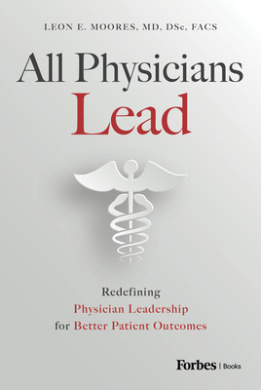 LEON E. MOORES, MD, DSc, FACS
All Physicians
Lead
Redefining
Physician Leadership
for Better Patient Outcomes
Forbes | Books